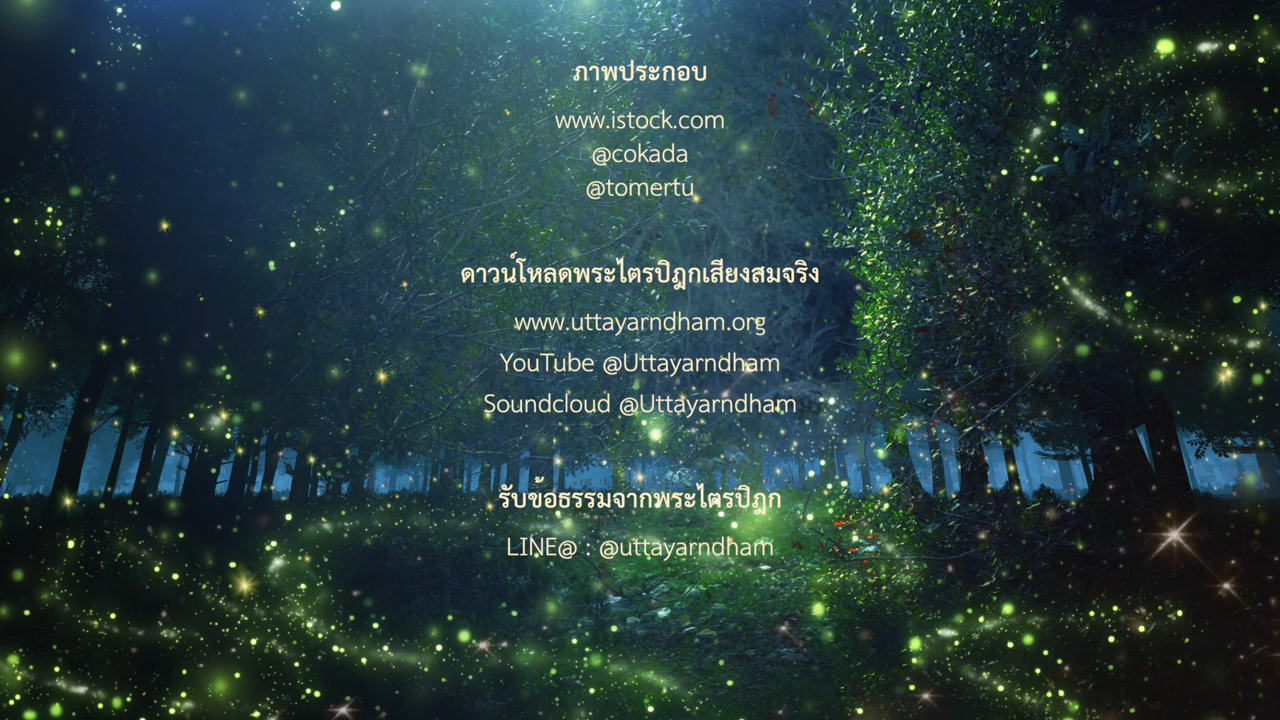 ภาพประกอบ
www.istock.com
@cokada
@tomertu
ดาวน์โหลดพระไตรปิฎกเสียงสมจริง
www.uttayarndham.org
YouTube @Uttayarndham
Soundcloud @Uttayarndham
รับข้อธรรมจากพระไตรปิฎก
LINE@ : @uttayarndham